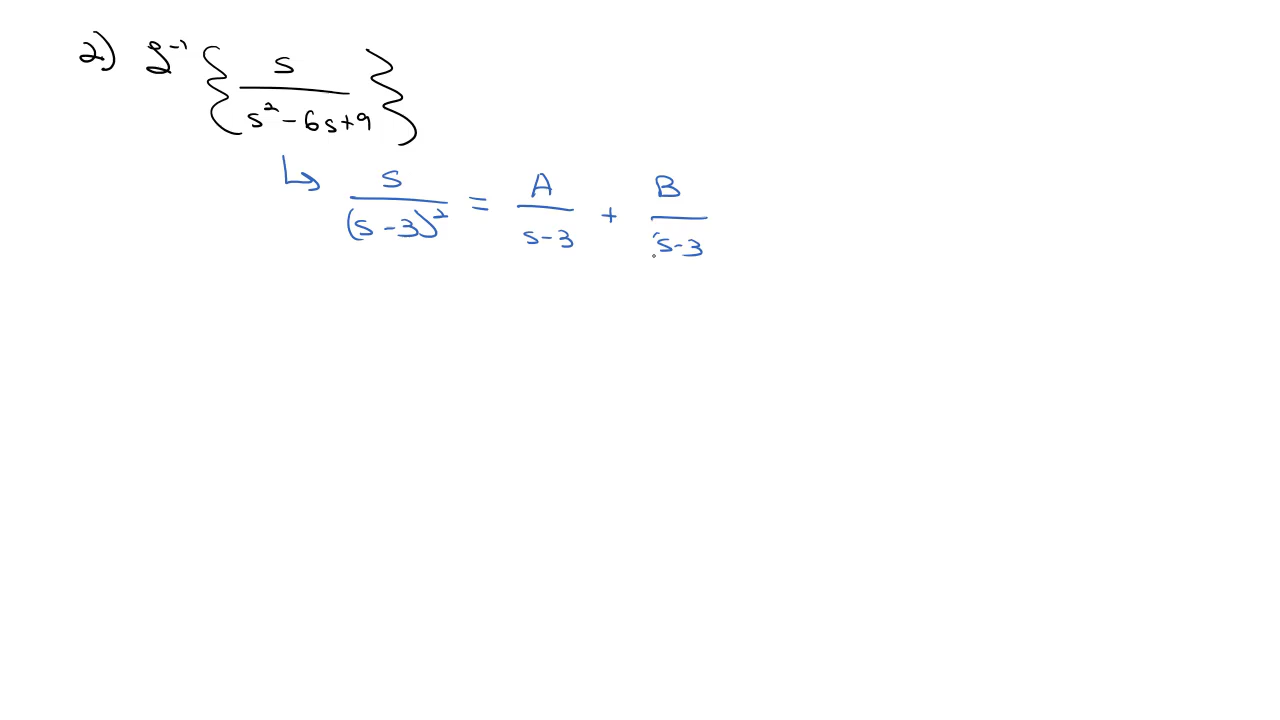 2) ℒ⁻¹ { s / (s² - 6s + 9) }
↳ s / (s - 3)² = A / (s - 3) + B / (s - 3